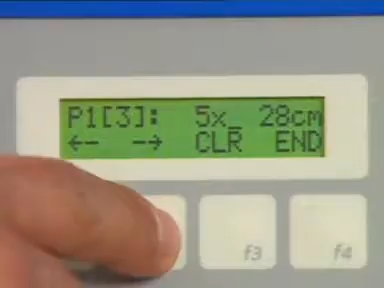 P1[3]: 5x_ 28cm
←- -→ CLR END
f3 f4